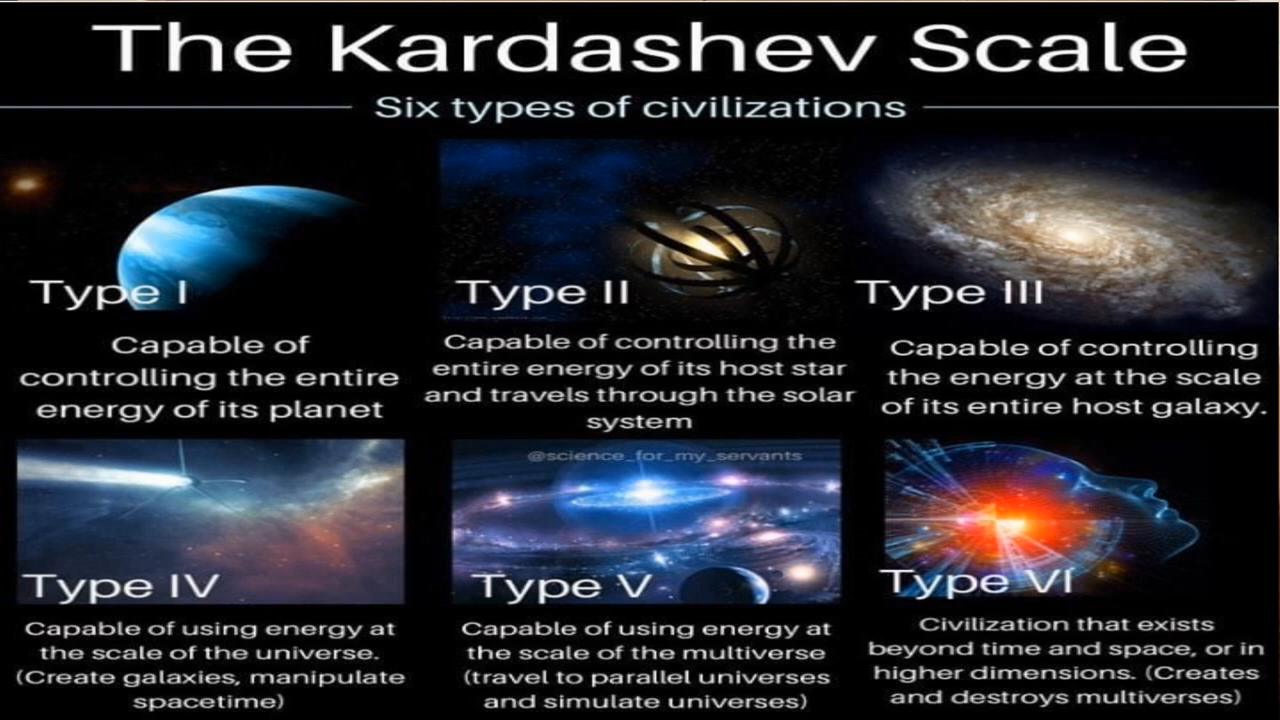 The Kardashev Scale
Six types of civilizations
Type I
Capable of
controlling the entire
energy of its planet
Type II
Capable of controlling the
entire energy of its host star
and travels through the solar
system
Type III
Capable of controlling
the energy at the scale
of its entire host galaxy.
Type IV
Capable of using energy at
the scale of the universe.
(Create galaxies, manipulate
spacetime)
@science_for_my_servants
Type V
Capable of using energy at
the scale of the multiverse
(travel to parallel universes
and simulate universes)
Type VI
Civilization that exists
beyond time and space, or in
higher dimensions. (Creates
and destroys multiverses)